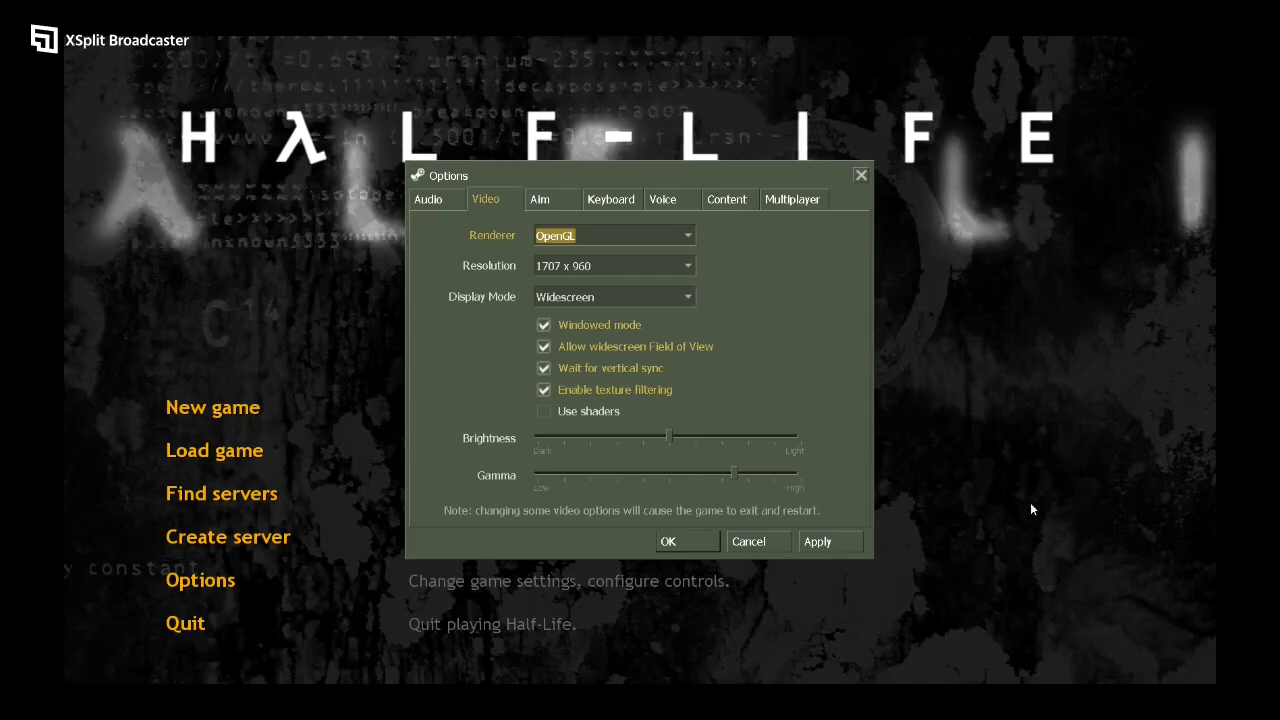 XSplit Broadcaster
HλLF-LIFE
Options
Audio Video Aim Keyboard Voice Content Multiplayer
Renderer OpenGL
Resolution 1707 x 960
Display Mode Widescreen
Windowed mode
Allow widescreen Field of View
Wait for vertical sync
Enable texture filtering
Use shaders
Brightness
Dark Light
Gamma
Low High
Note: changing some video options will cause the game to exit and restart.
OK Cancel Apply
New game
Load game
Find servers
Create server
Options Change game settings, configure controls.
Quit Quit playing Half-Life.
y constant
C14